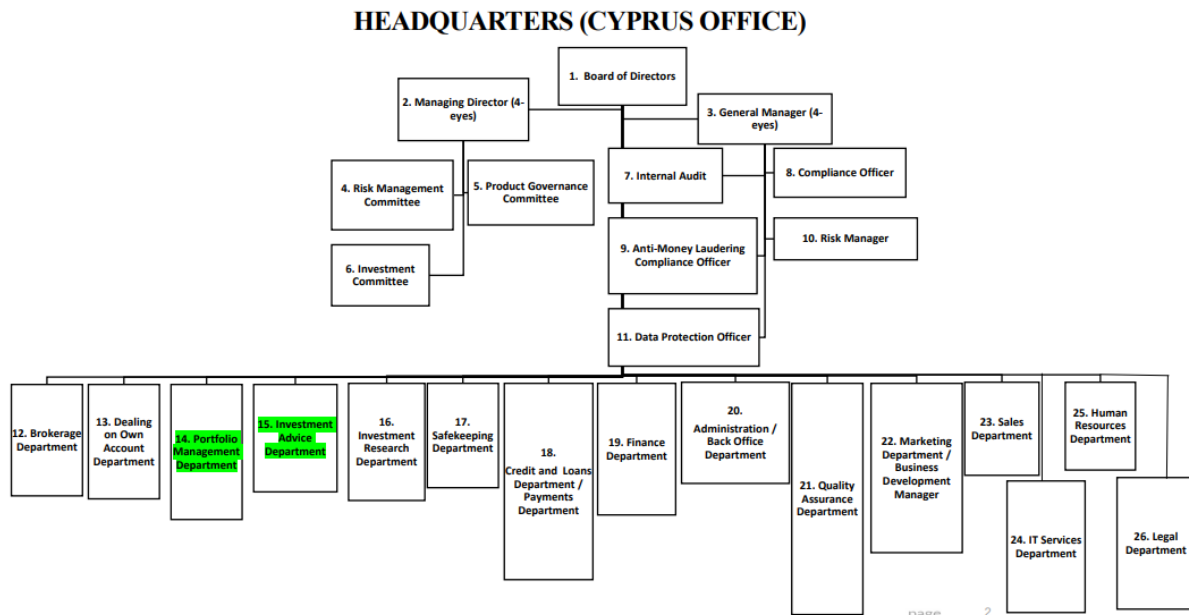 HEADQUARTERS (CYPRUS OFFICE)
1. Board of Directors
2. Managing Director (4-
eyes)
3. General Manager (4-
eyes)
4. Risk Management
Committee
5. Product Governance
Committee
6. Investment
Committee
7. Internal Audit
8. Compliance Officer
9. Anti-Money Laudering
Compliance Officer
10. Risk Manager
11. Data Protection Officer
12. Brokerage
Department
13. Dealing
on Own
Account
Department
14. Portfolio
Management
Department
15. Investment
Advice
Department
16.
Investment
Research
Department
17.
Safekeeping
Department
18.
Credit and Loans
Department /
Payments
Department
19. Finance
Department
20.
Administration /
Back Office
Department
21. Quality
Assurance
Department
22. Marketing
Department /
Business
Development
Manager
23. Sales
Department
24. IT Services
Department
25. Human
Resources
Department
26. Legal
Department
page 2